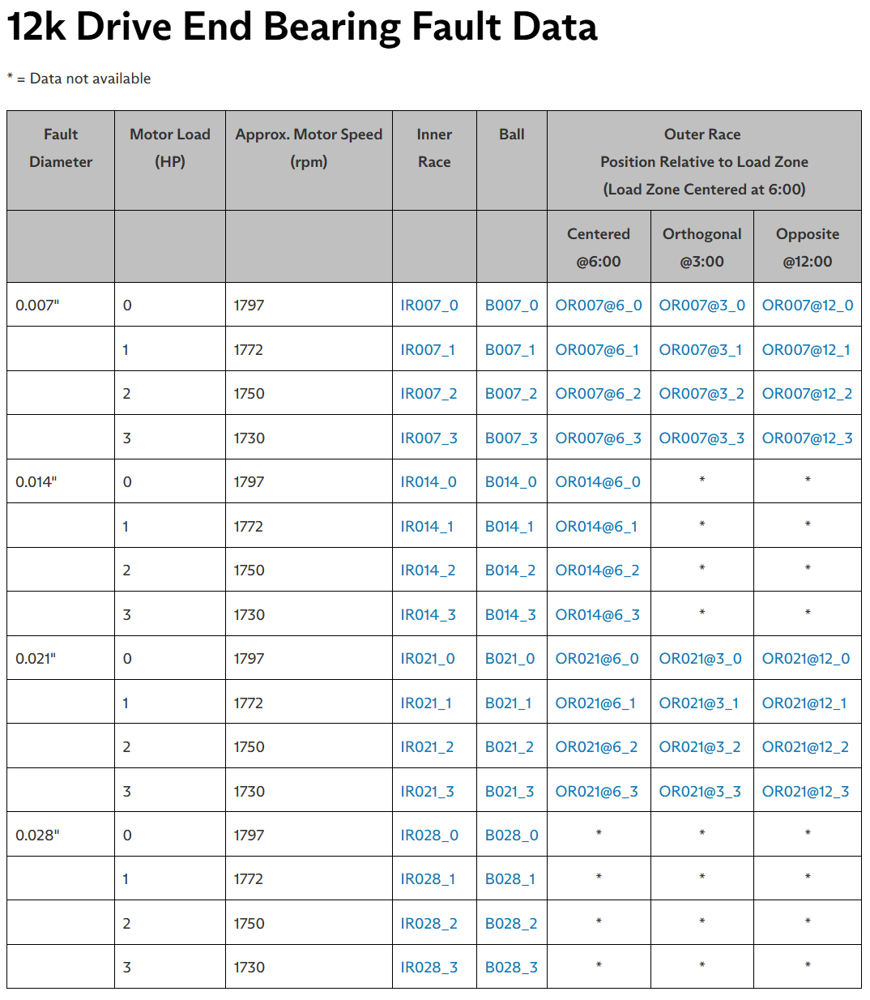 12k Drive End Bearing Fault Data
* = Data not available
Fault Diameter Motor Load (HP) Approx. Motor Speed (rpm) Inner Race Ball Outer Race Position Relative to Load Zone (Load Zone Centered at 6:00)
Centered @6:00 Orthogonal @3:00 Opposite @12:00
0.007" 0 1797 IR007_0 B007_0 OR007@6_0 OR007@3_0 OR007@12_0
1 1772 IR007_1 B007_1 OR007@6_1 OR007@3_1 OR007@12_1
2 1750 IR007_2 B007_2 OR007@6_2 OR007@3_2 OR007@12_2
3 1730 IR007_3 B007_3 OR007@6_3 OR007@3_3 OR007@12_3
0.014" 0 1797 IR014_0 B014_0 OR014@6_0 * *
1 1772 IR014_1 B014_1 OR014@6_1 * *
2 1750 IR014_2 B014_2 OR014@6_2 * *
3 1730 IR014_3 B014_3 OR014@6_3 * *
0.021" 0 1797 IR021_0 B021_0 OR021@6_0 OR021@3_0 OR021@12_0
1 1772 IR021_1 B021_1 OR021@6_1 OR021@3_1 OR021@12_1
2 1750 IR021_2 B021_2 OR021@6_2 OR021@3_2 OR021@12_2
3 1730 IR021_3 B021_3 OR021@6_3 OR021@3_3 OR021@12_3
0.028" 0 1797 IR028_0 B028_0 * * *
1 1772 IR028_1 B028_1 * * *
2 1750 IR028_2 B028_2 * * *
3 1730 IR028_3 B028_3 * * *